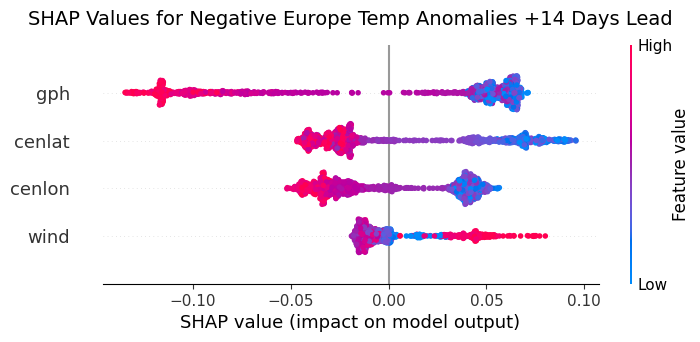 SHAP Values for Negative Europe Temp Anomalies +14 Days Lead
High
gph
cenlat
cenlon
wind
Feature value
Low
−0.10 −0.05 0.00 0.05 0.10
SHAP value (impact on model output)